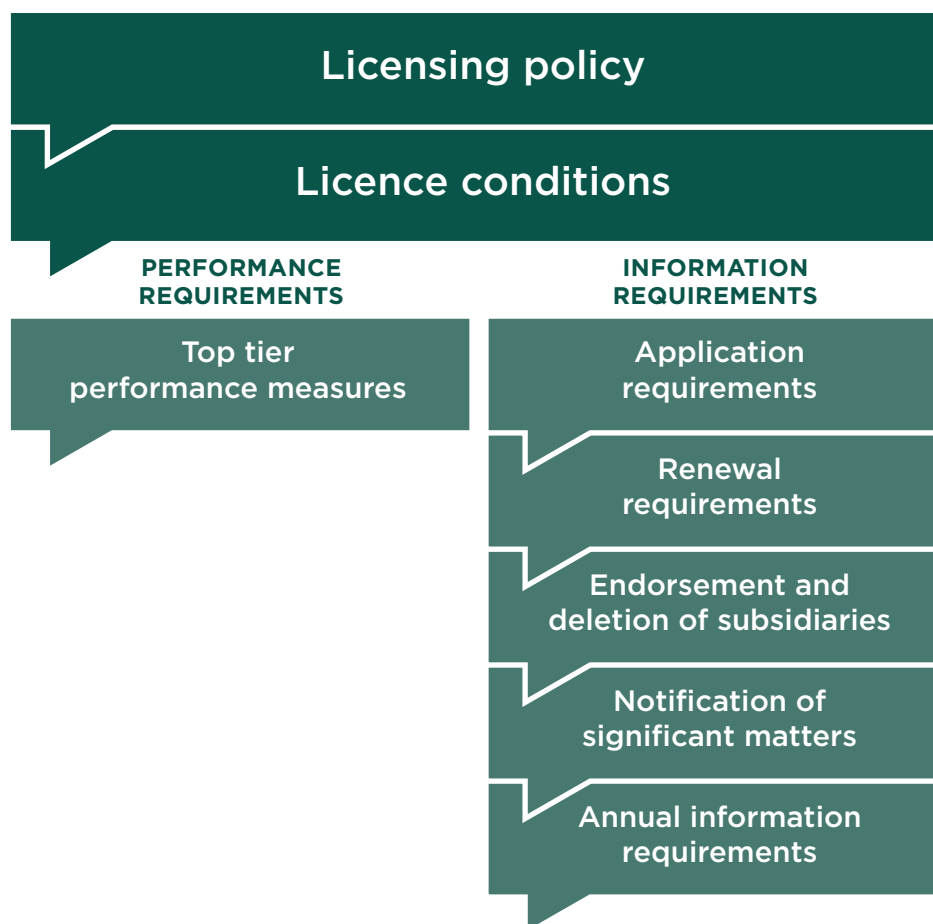 Licensing policy
Licence conditions
PERFORMANCE
REQUIREMENTS
Top tier
performance measures
INFORMATION
REQUIREMENTS
Application
requirements
Renewal
requirements
Endorsement and
deletion of subsidiaries
Notification of
significant matters
Annual information
requirements